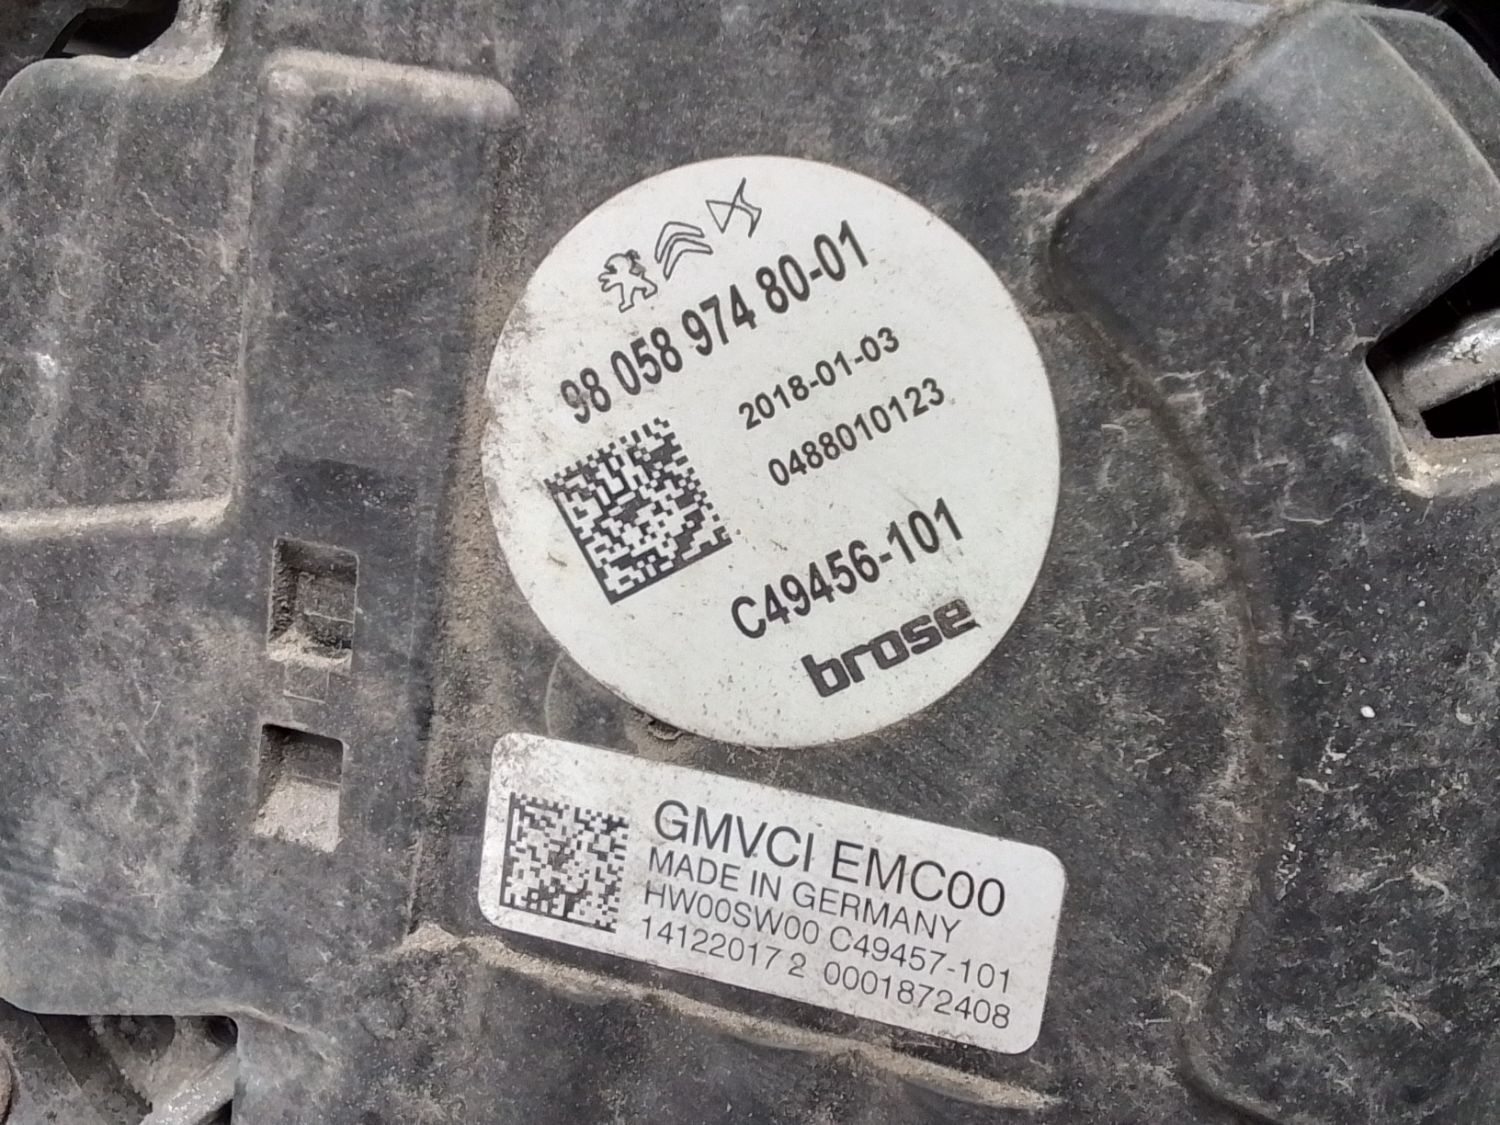 98 058 974 80-01
2018-01-03
0488010123
C49456-101
brose
GMVCI EMC00
MADE IN GERMANY
HW00SW00 C49457-101
14122017 2 0001872408